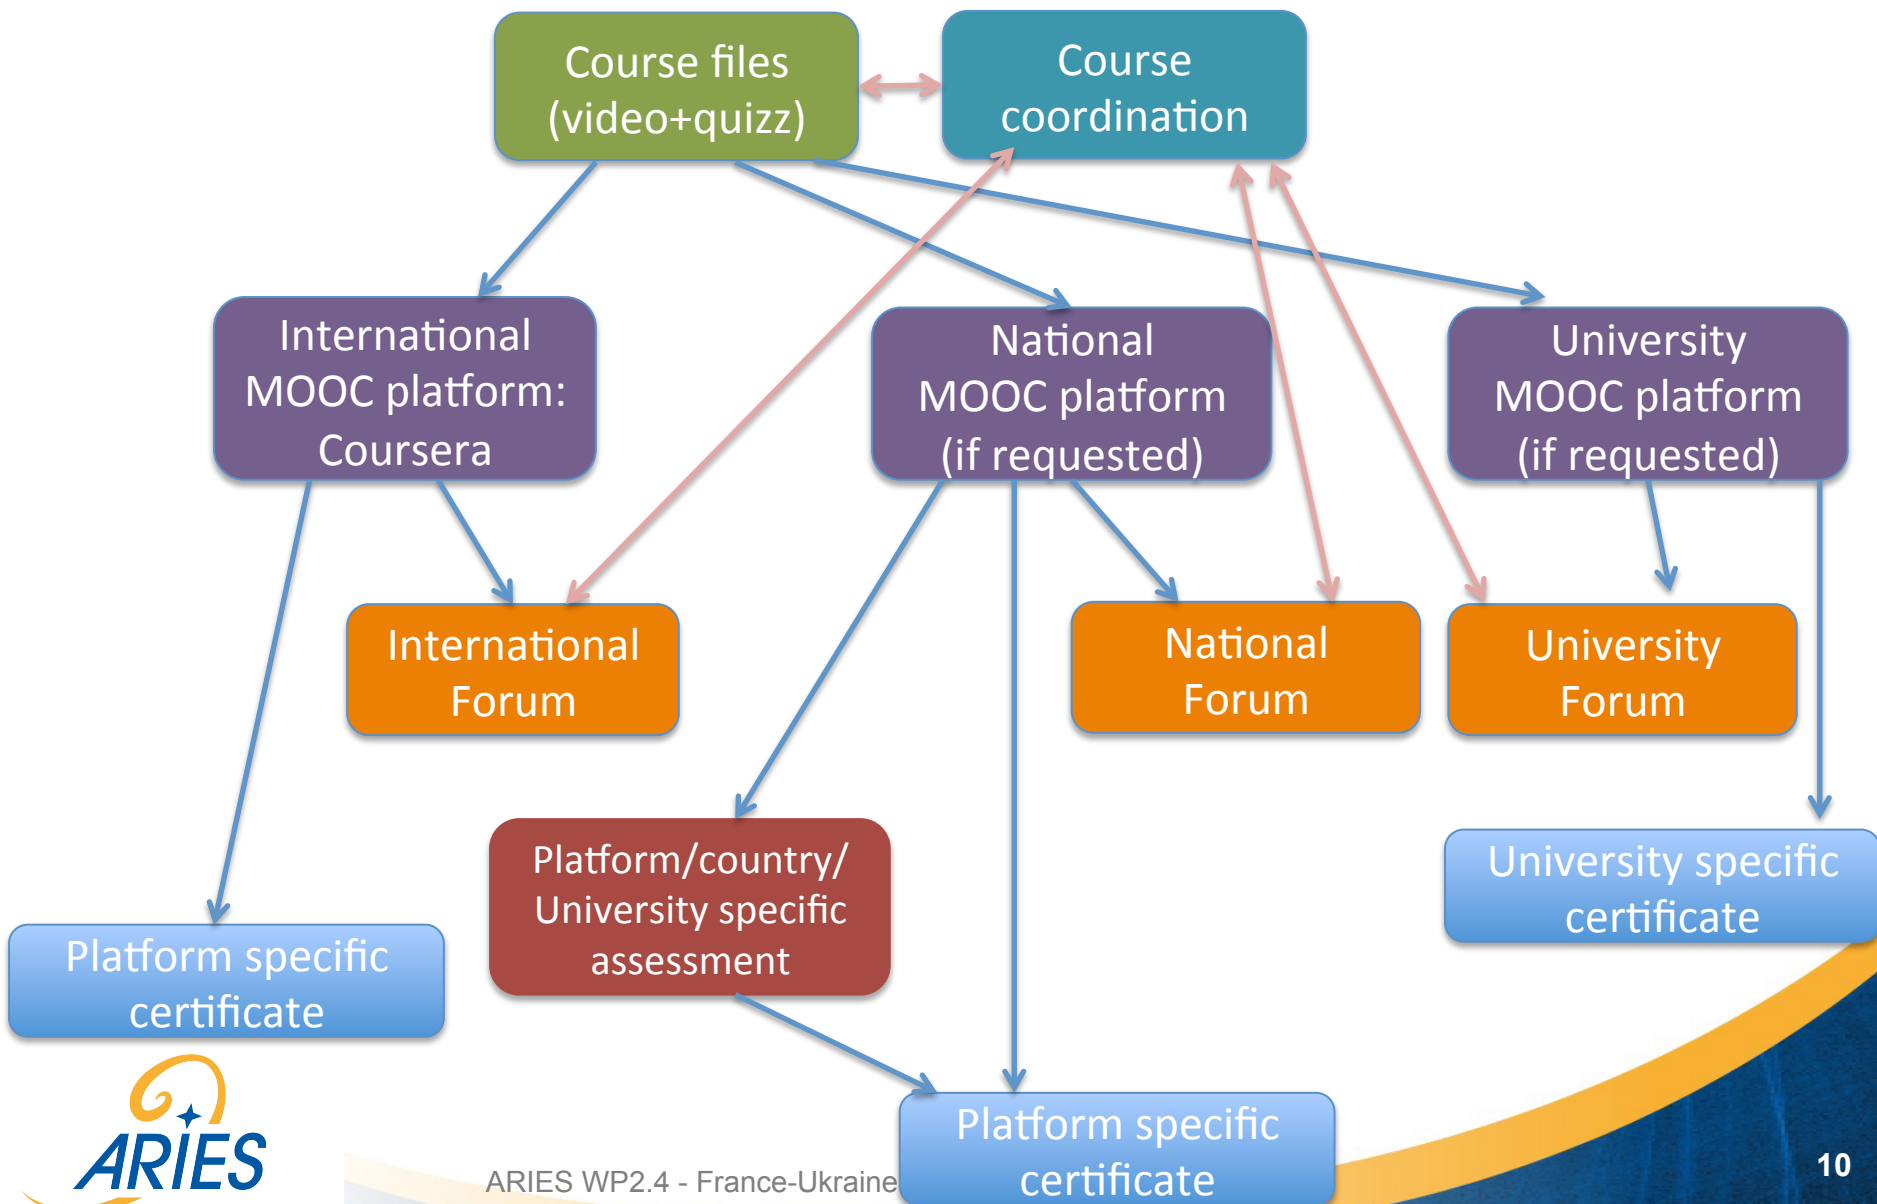 Course files
(video+quizz)
Course
coordination
International
MOOC platform:
Coursera
National
MOOC platform
(if requested)
University
MOOC platform
(if requested)
International
Forum
National
Forum
University
Forum
Platform/country/
University specific
assessment
University specific
certificate
Platform specific
certificate
Platform specific
certificate
ARIES
ARIES WP2.4 - France-Ukraine
10